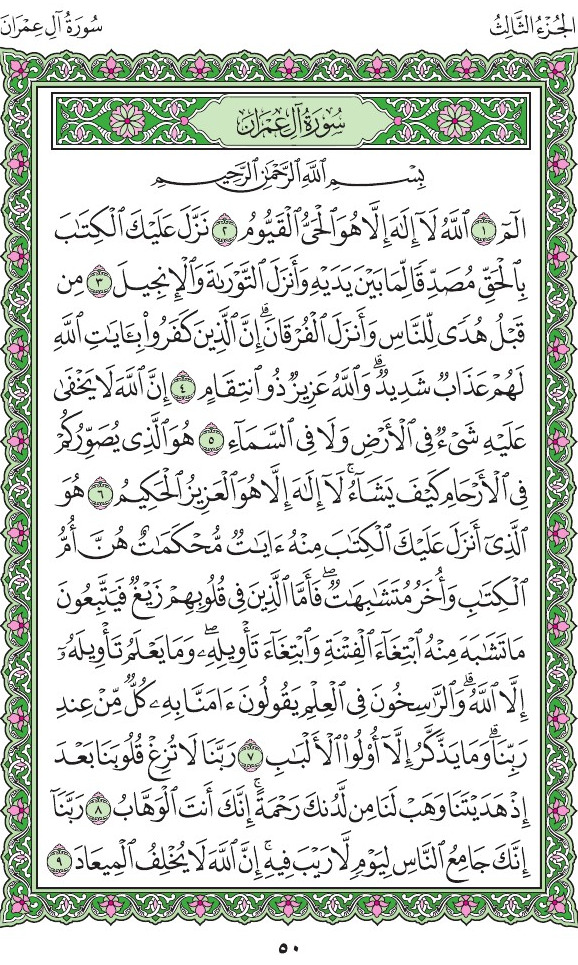 الجُزْءُ الثَّالِثُ
سُورَةُ آلِ عِمْرَانَ
سُورَةُ آلِ عِمْرَانَ
بِسْمِ ٱللَّهِ ٱلرَّحْمَٰنِ ٱلرَّحِيمِ
الٓمٓ ١ ٱللَّهُ لَآ إِلَٰهَ إِلَّا هُوَ ٱلْحَىُّ ٱلْقَيُّومُ ٢ نَزَّلَ عَلَيْكَ ٱلْكِتَٰبَ
بِٱلْحَقِّ مُصَدِّقًا لِّمَا بَيْنَ يَدَيْهِ وَأَنزَلَ ٱلتَّوْرَىٰةَ وَٱلْإِنجِيلَ ٣ مِن
قَبْلُ هُدًى لِّلنَّاسِ وَأَنزَلَ ٱلْفُرْقَانَ ۗ إِنَّ ٱلَّذِينَ كَفَرُوا۟ بِـَٔايَٰتِ ٱللَّهِ
لَهُمْ عَذَابٌ شَدِيدٌ ۗ وَٱللَّهُ عَزِيزٌ ذُو ٱنتِقَامٍ ٤ إِنَّ ٱللَّهَ لَا يَخْفَىٰ
عَلَيْهِ شَىْءٌ فِى ٱلْأَرْضِ وَلَا فِى ٱلسَّمَآءِ ٥ هُوَ ٱلَّذِى يُصَوِّرُكُمْ
فِى ٱلْأَرْحَامِ كَيْفَ يَشَآءُ ۚ لَآ إِلَٰهَ إِلَّا هُوَ ٱلْعَزِيزُ ٱلْحَكِيمُ ٦ هُوَ
ٱلَّذِىٓ أَنزَلَ عَلَيْكَ ٱلْكِتَٰبَ مِنْهُ ءَايَٰتٌ مُّحْكَمَٰتٌ هُنَّ أُمُّ
ٱلْكِتَٰبِ وَأُخَرُ مُتَشَٰبِهَٰتٌ ۖ فَأَمَّا ٱلَّذِينَ فِى قُلُوبِهِمْ زَيْغٌ فَيَتَّبِعُونَ
مَا تَشَٰبَهَ مِنْهُ ٱبْتِغَآءَ ٱلْفِتْنَةِ وَٱبْتِغَآءَ تَأْوِيلِهِۦ ۗ وَمَا يَعْلَمُ تَأْوِيلَهُۥٓ
إِلَّا ٱللَّهُ ۗ وَٱلرَّٰسِخُونَ فِى ٱلْعِلْمِ يَقُولُونَ ءَامَنَّا بِهِۦ كُلٌّ مِّنْ عِندِ
رَبِّنَا ۗ وَمَا يَذَّكَّرُ إِلَّآ أُو۟لُوا۟ ٱلْأَلْبَٰبِ ٧ رَبَّنَا لَا تُزِغْ قُلُوبَنَا بَعْدَ
إِذْ هَدَيْتَنَا وَهَبْ لَنَا مِن لَّدُنكَ رَحْمَةً ۚ إِنَّكَ أَنتَ ٱلْوَهَّابُ ٨ رَبَّنَآ
إِنَّكَ جَامِعُ ٱلنَّاسِ لِيَوْمٍ لَّا رَيْبَ فِيهِ ۚ إِنَّ ٱللَّهَ لَا يُخْلِفُ ٱلْمِيعَادَ ٩
٥٠